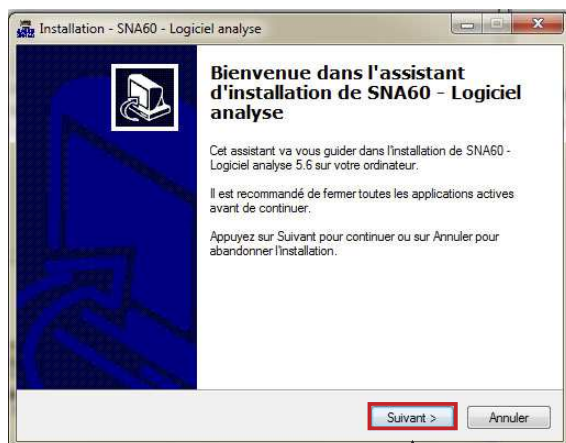 Installation - SNA60 - Logiciel analyse
Bienvenue dans l'assistant
d'installation de SNA60 - Logiciel
analyse
Cet assistant va vous guider dans l'installation de SNA60 -
Logiciel analyse 5.6 sur votre ordinateur.
Il est recommandé de fermer toutes les applications actives
avant de continuer.
Appuyez sur Suivant pour continuer ou sur Annuler pour
abandonner l'installation.
Suivant >
Annuler